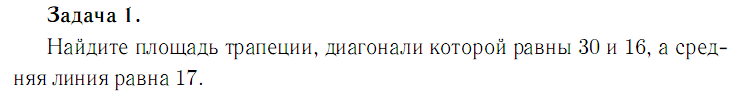 Задача 1.
Найдите площадь трапеции, диагонали которой равны 30 и 16, а сред-
няя линия равна 17.